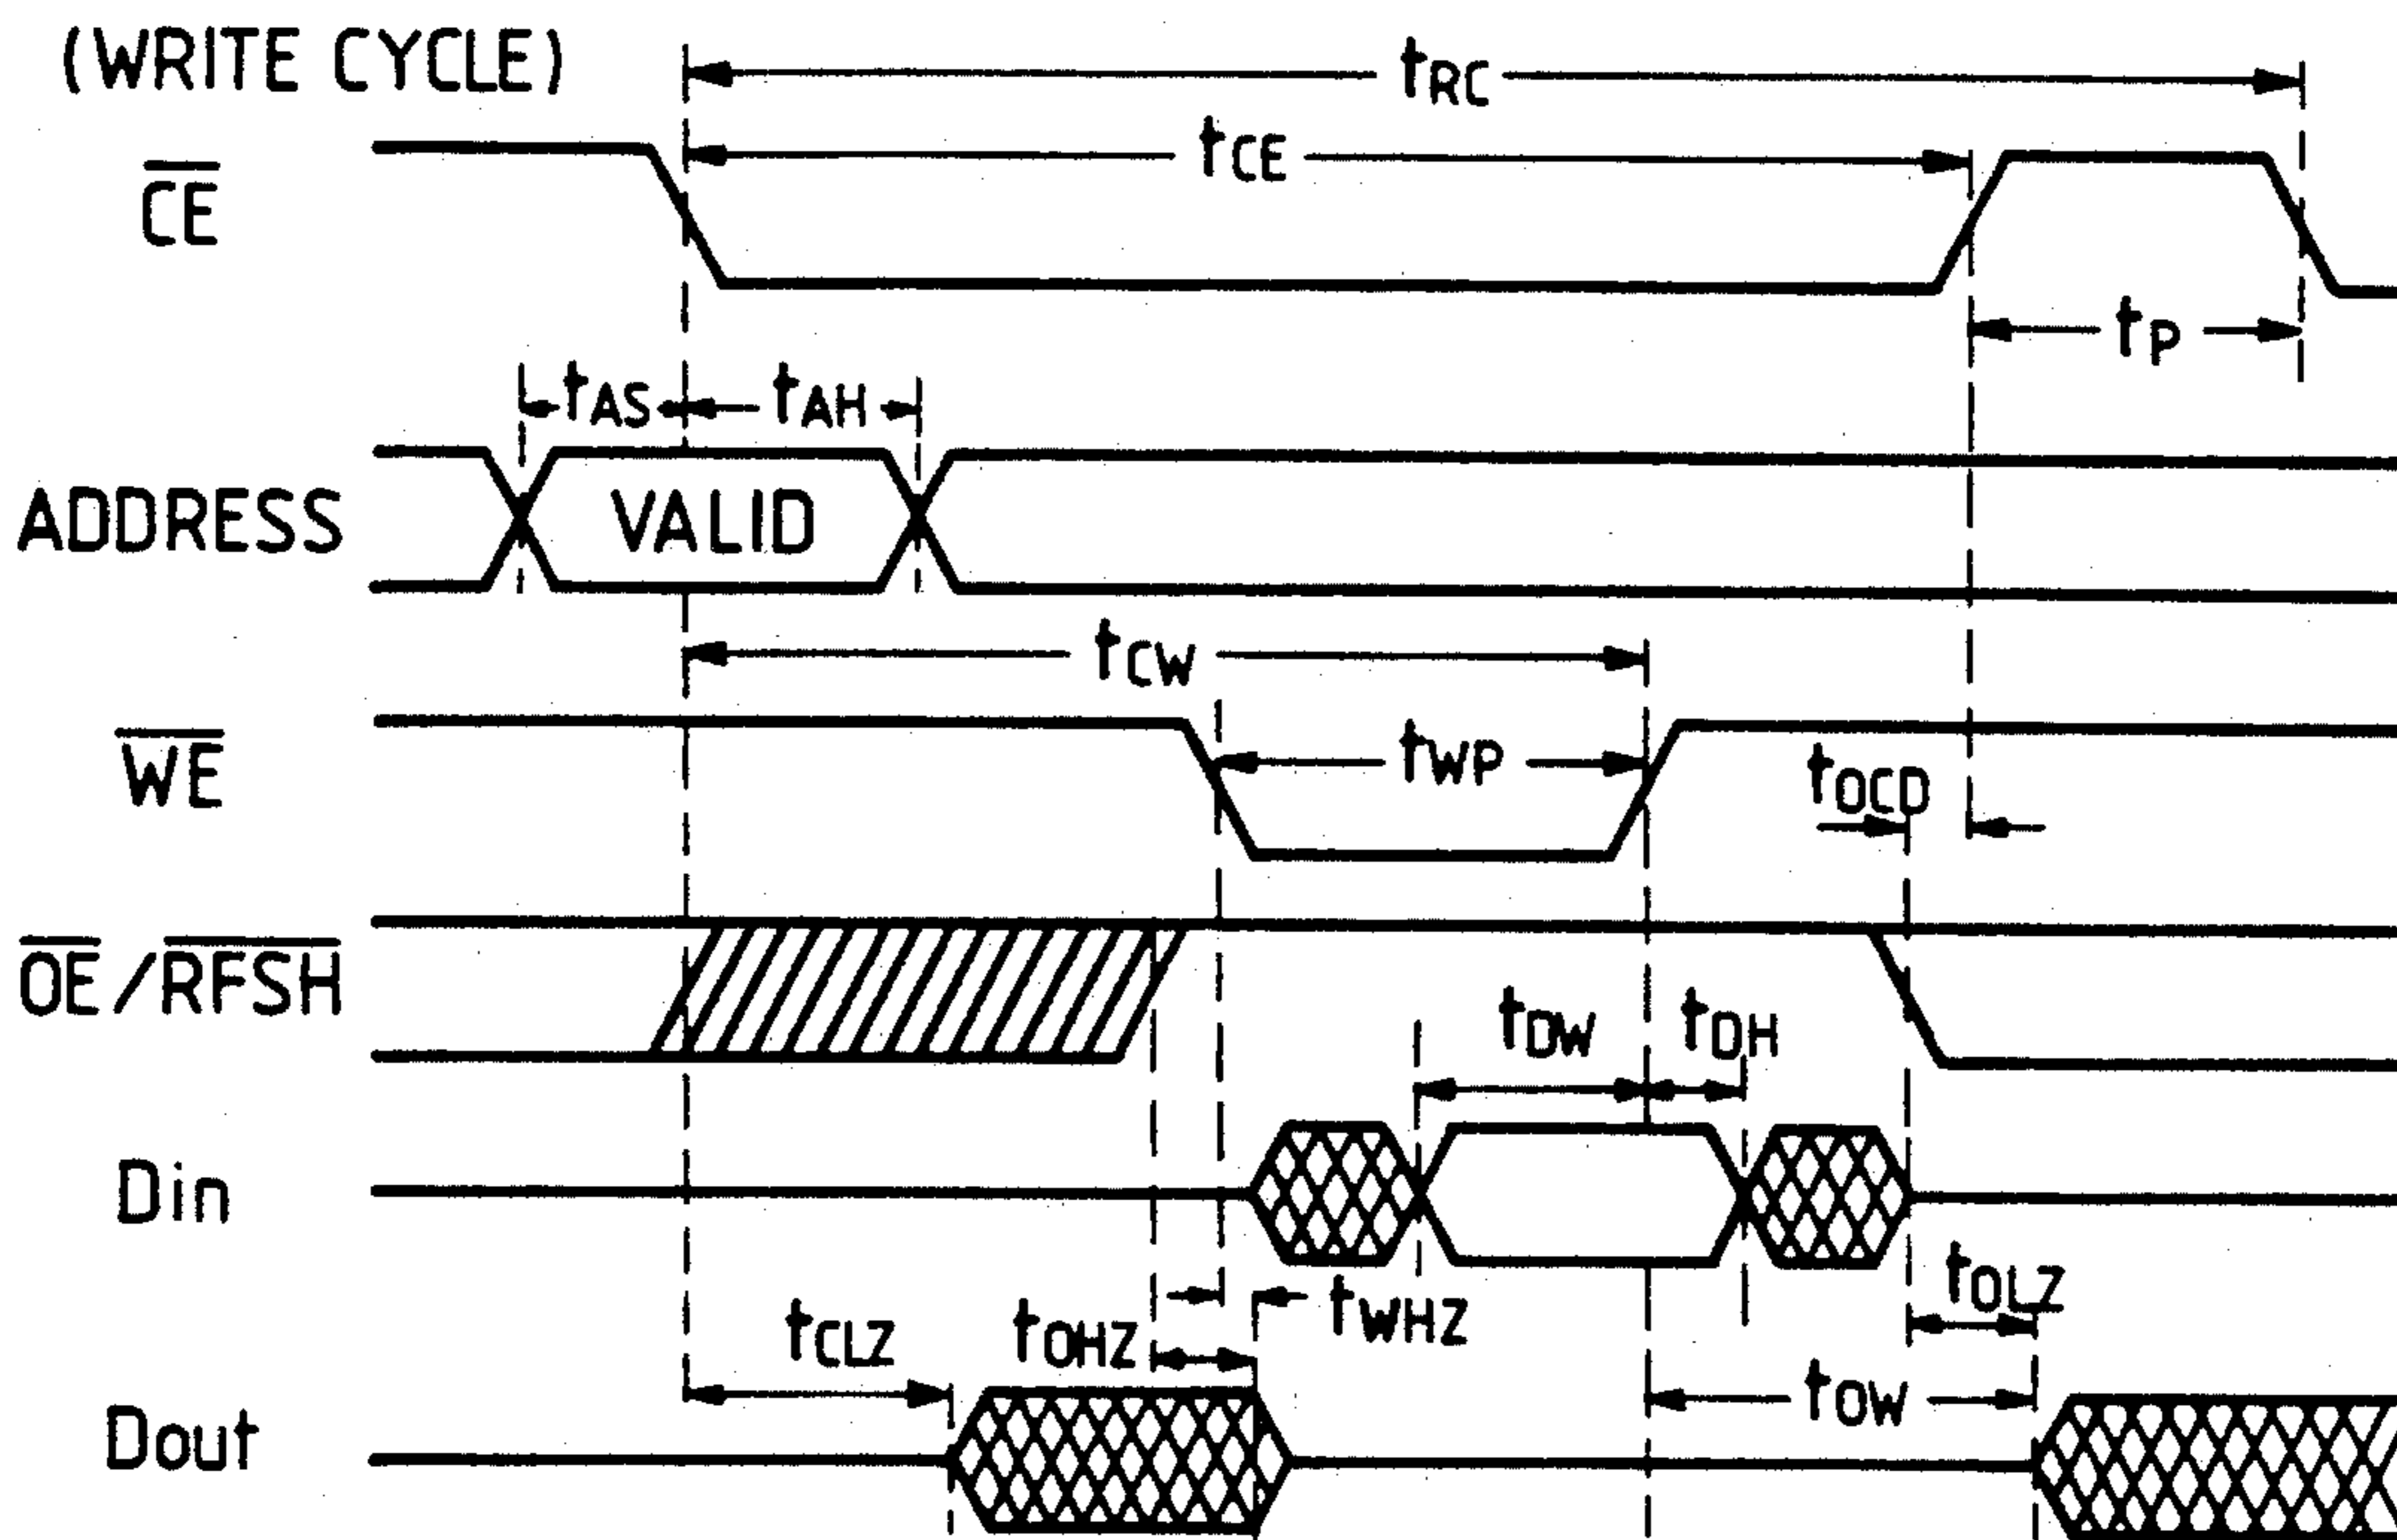 (WRITE CYCLE)
tRC
tCE
CE
tP
tAS
tAH
ADDRESS
VALID
tCW
WE
tWP
tOCD
OE/RFSH
tDW
tDH
Din
tWHZ
tOLZ
tCLZ
tOHZ
tOW
Dout